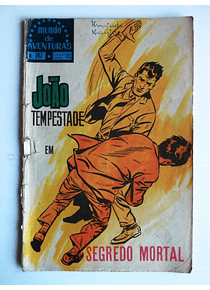 mundo
de
AVENTURAS
JOÃO
TEMPESTADE
EM
SEGREDO MORTAL